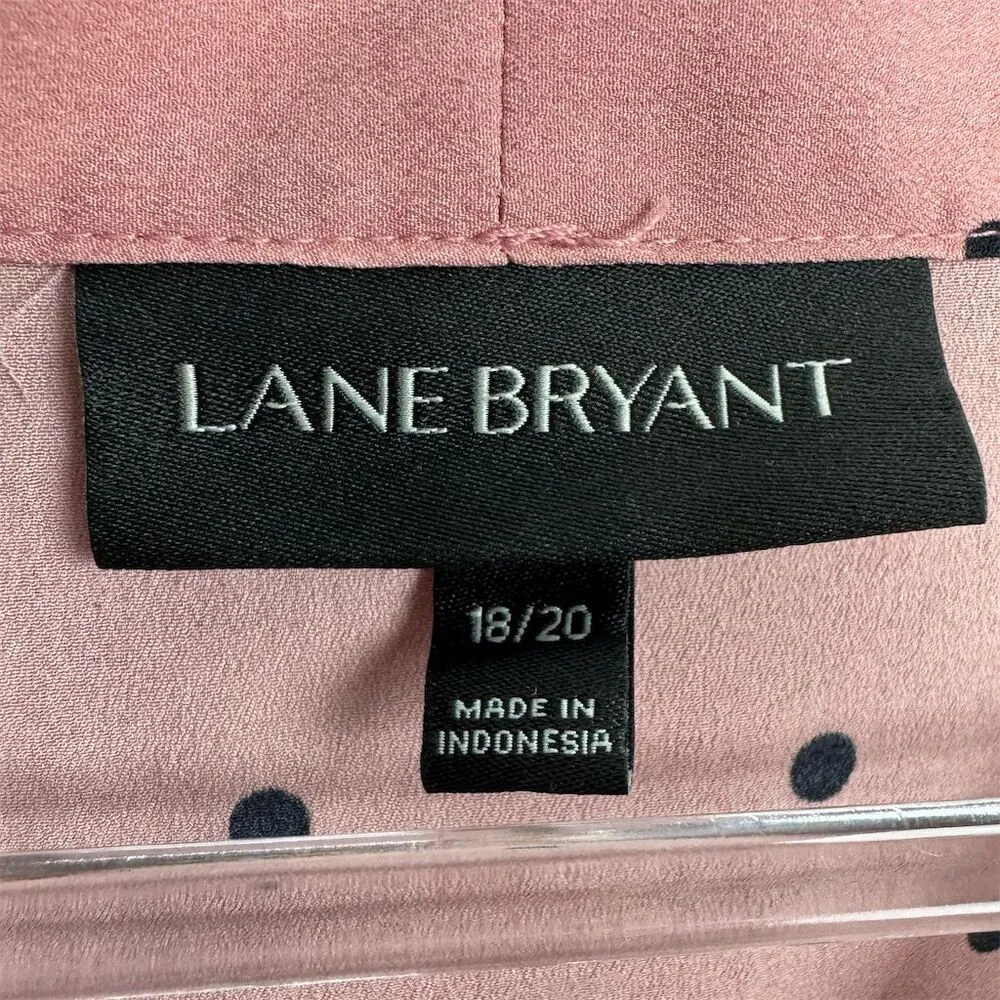 LANE BRYANT
18/20
MADE IN
INDONESIA